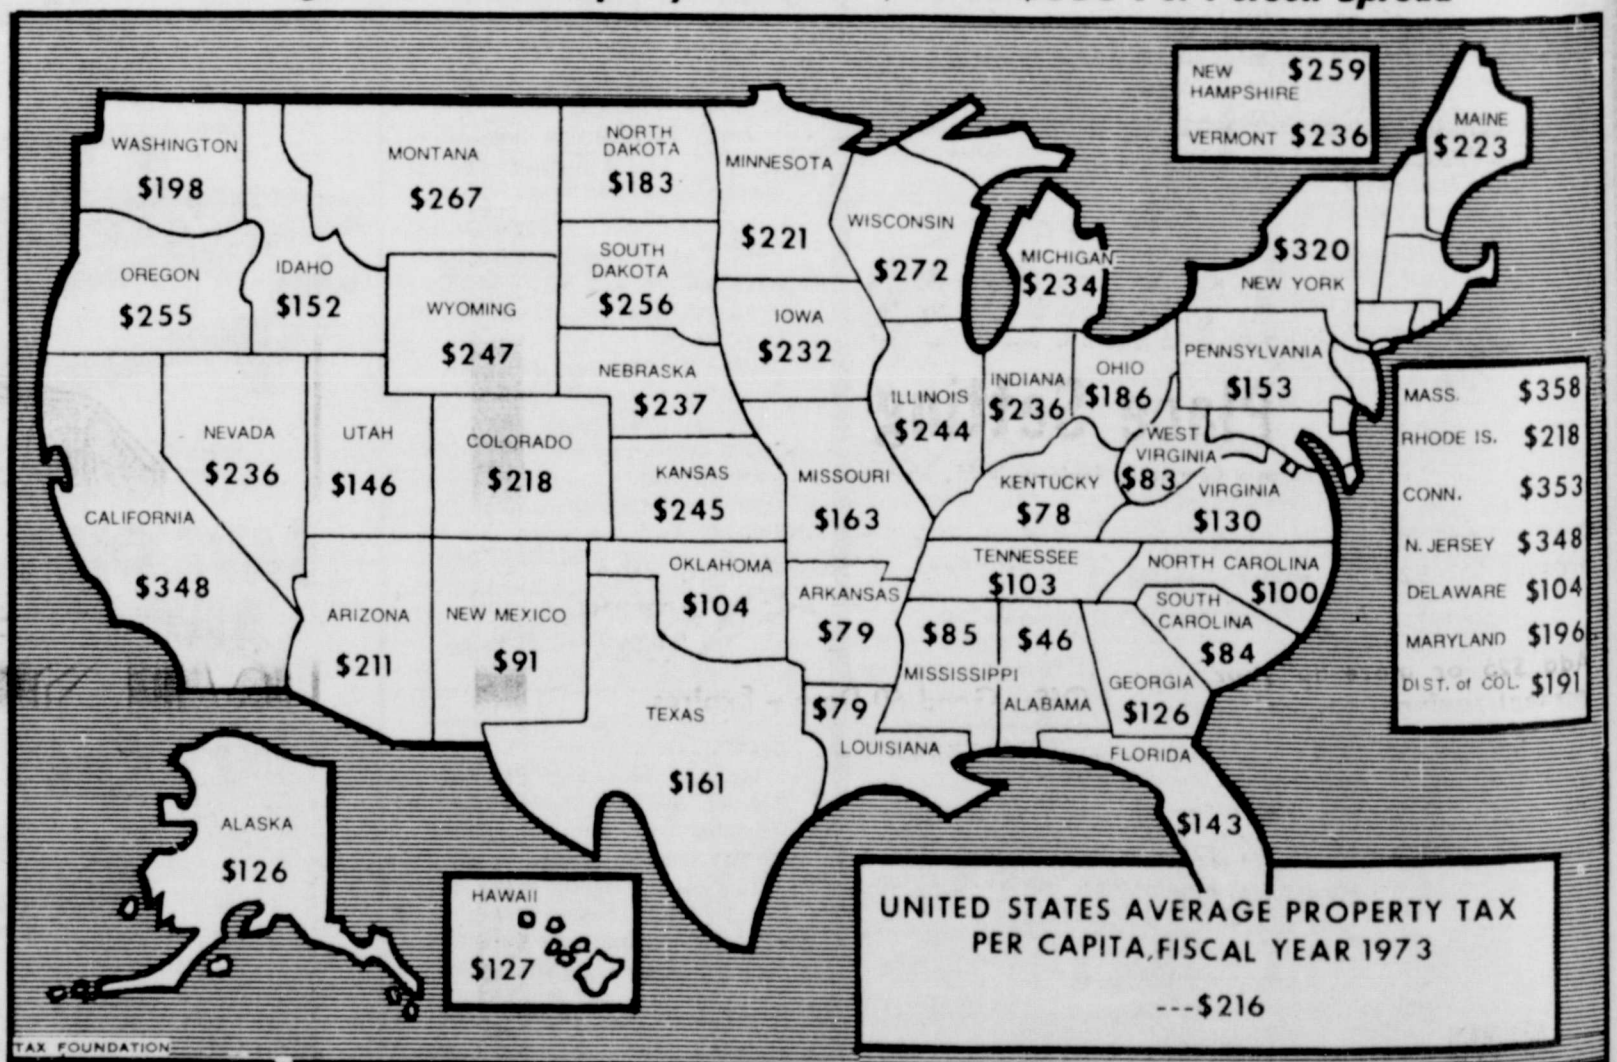 NEW $259
HAMPSHIRE
VERMONT $236
MAINE
$223
WASHINGTON
$198
MONTANA
$267
NORTH
DAKOTA
$183
MINNESOTA
$221
WISCONSIN
$272
MICHIGAN
$234
$320
NEW YORK
OREGON
$255
IDAHO
$152
WYOMING
$247
SOUTH
DAKOTA
$256
IOWA
$232
NEBRASKA
$237
ILLINOIS
$244
INDIANA
$236
OHIO
$186
PENNSYLVANIA
$153
MASS. $358
RHODE IS. $218
CONN. $353
N. JERSEY $348
DELAWARE $104
MARYLAND $196
DIST. of COL. $191
NEVADA
$236
UTAH
$146
COLORADO
$218
KANSAS
$245
MISSOURI
$163
KENTUCKY
$78
WEST
VIRGINIA
$83
VIRGINIA
$130
CALIFORNIA
$348
ARIZONA
$211
NEW MEXICO
$91
OKLAHOMA
$104
ARKANSAS
$79
TENNESSEE
$103
NORTH CAROLINA
$100
SOUTH
CAROLINA
$84
$85
MISSISSIPPI
$46
ALABAMA
GEORGIA
$126
TEXAS
$161
$79
LOUISIANA
FLORIDA
$143
ALASKA
$126
HAWAII
$127
UNITED STATES AVERAGE PROPERTY TAX
PER CAPITA, FISCAL YEAR 1973
---$216
TAX FOUNDATION